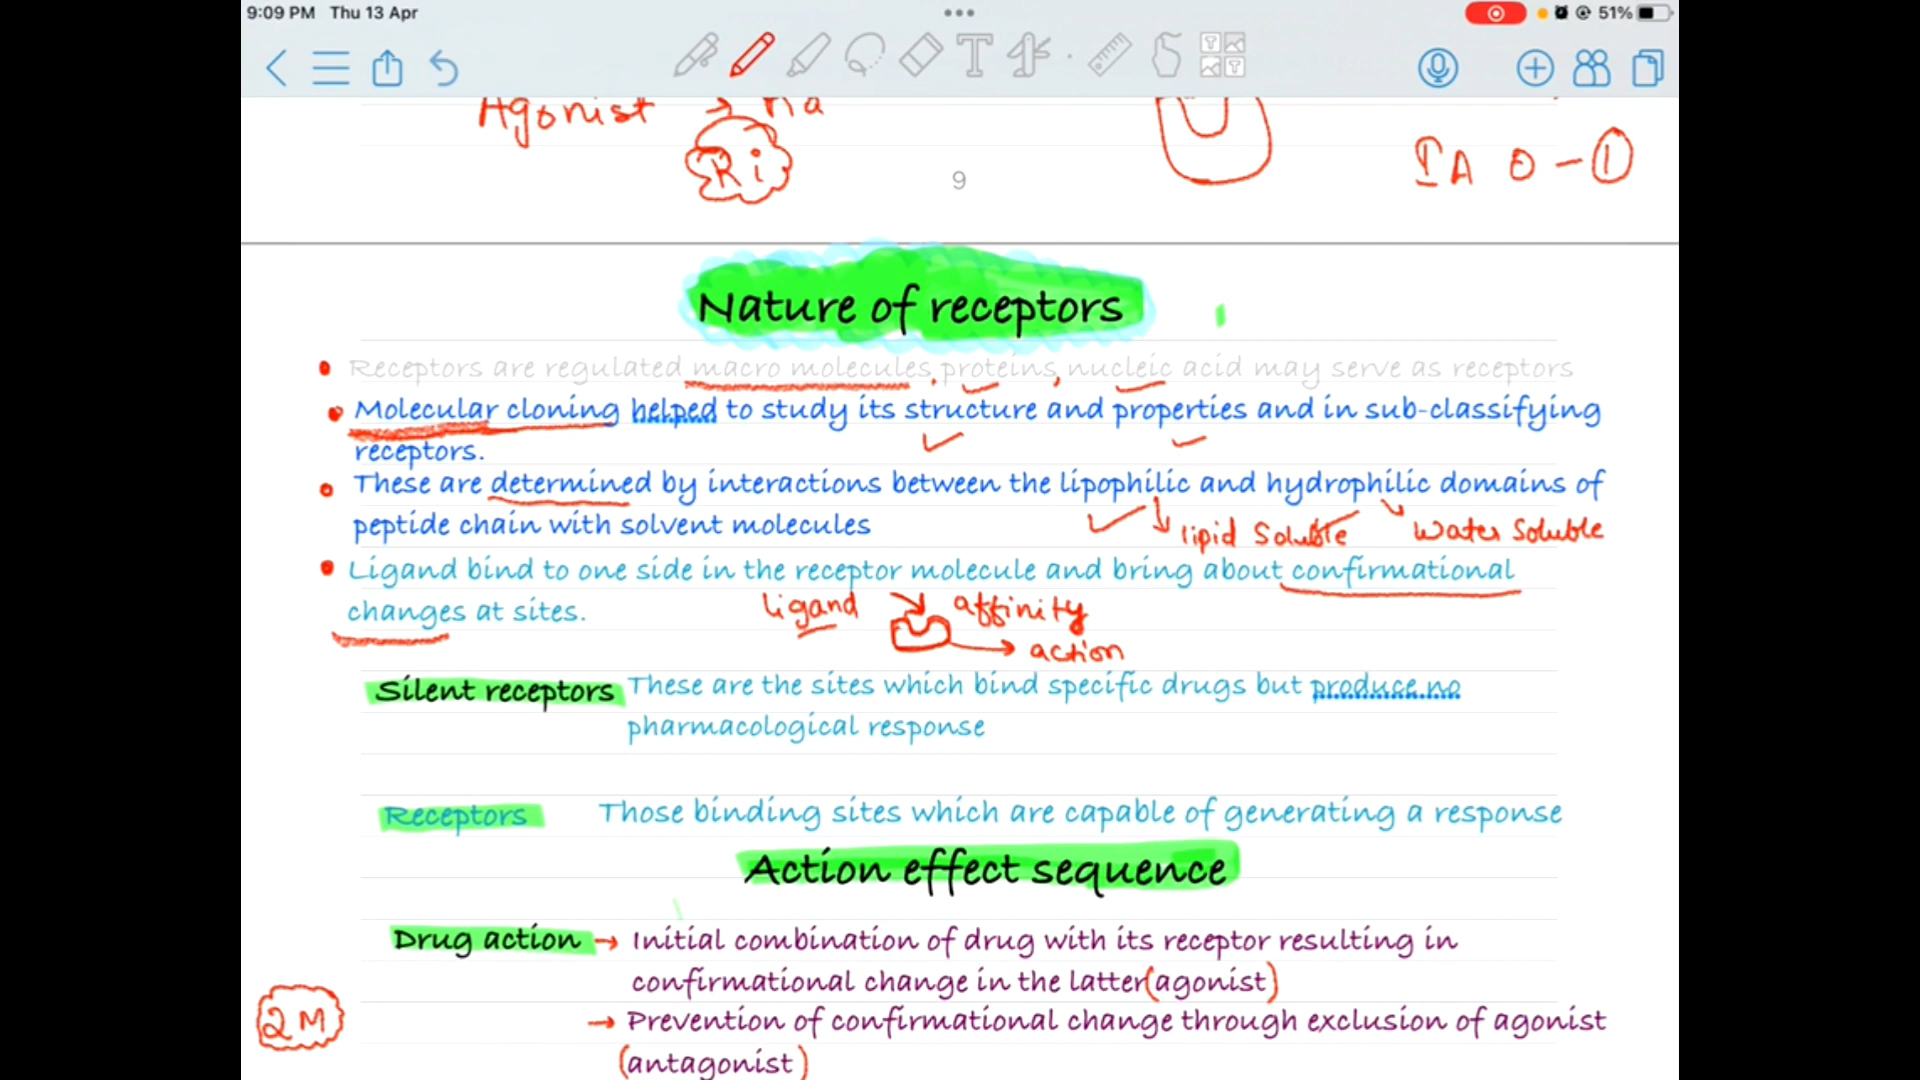 9:09 PM Thu 13 Apr
51%
Agonist → Ra
Ri
9
IA 0 - 1
Nature of receptors
Receptors are regulated macro molecules, proteins, nucleic acid may serve as receptors
Molecular cloning helped to study its structure and properties and in sub-classifying
receptors.
These are determined by interactions between the lipophilic and hydrophilic domains of
peptide chain with solvent molecules
lipid soluble
water soluble
Ligand bind to one side in the receptor molecule and bring about confirmational
changes at sites.
ligand
affinity
→ action
Silent receptors These are the sites which bind specific drugs but produce no
pharmacological response
Receptors Those binding sites which are capable of generating a response
Action effect sequence
Drug action → Initial combination of drug with its receptor resulting in
confirmational change in the latter(agonist)
2M
→ Prevention of confirmational change through exclusion of agonist
(antagonist)